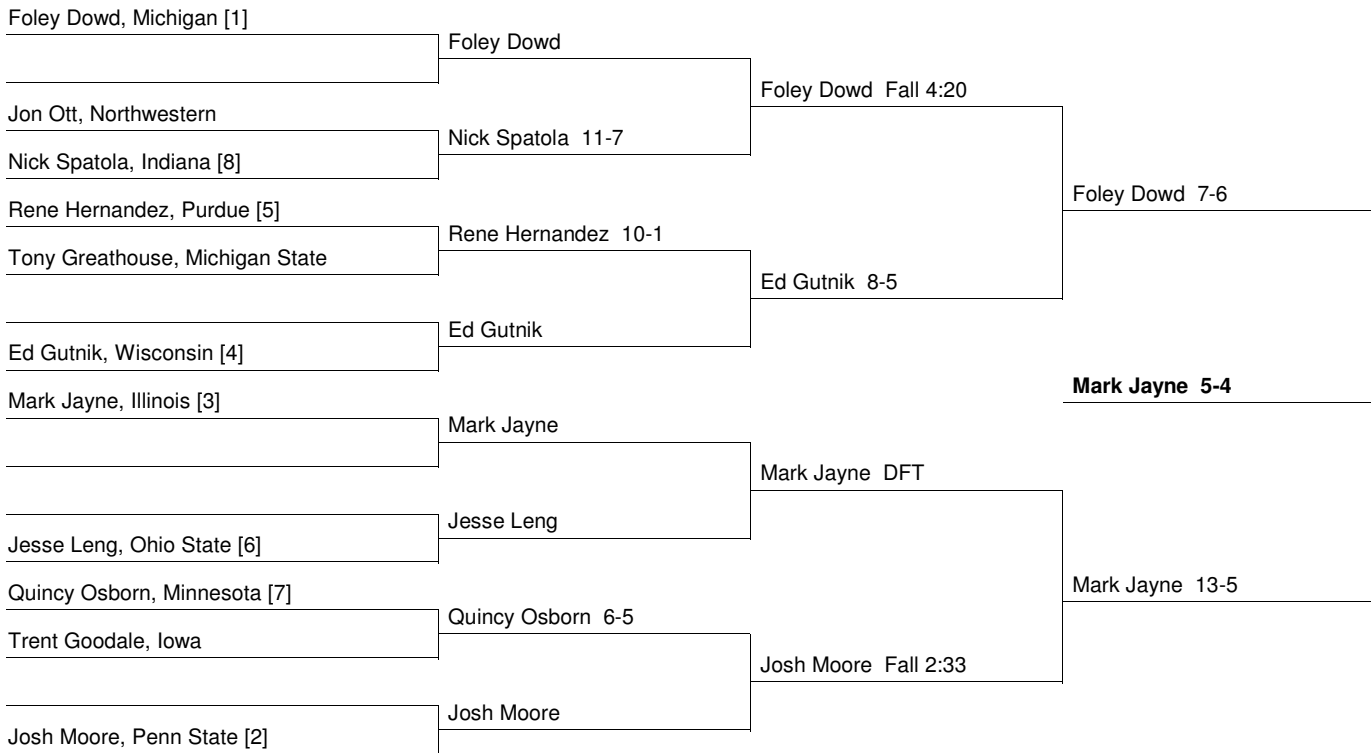 Foley Dowd, Michigan [1]
Foley Dowd
Foley Dowd Fall 4:20
Jon Ott, Northwestern
Nick Spatola 11-7
Nick Spatola, Indiana [8]
Foley Dowd 7-6
Rene Hernandez, Purdue [5]
Rene Hernandez 10-1
Tony Greathouse, Michigan State
Ed Gutnik 8-5
Ed Gutnik
Ed Gutnik, Wisconsin [4]
Mark Jayne 5-4
Mark Jayne, Illinois [3]
Mark Jayne
Mark Jayne DFT
Jesse Leng
Jesse Leng, Ohio State [6]
Mark Jayne 13-5
Quincy Osborn, Minnesota [7]
Quincy Osborn 6-5
Trent Goodale, Iowa
Josh Moore Fall 2:33
Josh Moore
Josh Moore, Penn State [2]